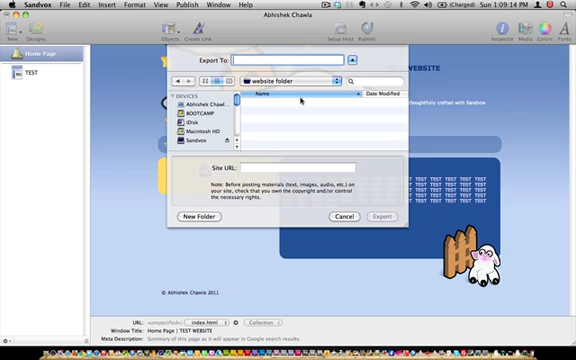 Sandvox File Edit Insert Format View Publish Window Help (Charged) Sun 1:09:14 PM
Abhishek Chawla
New Designs Objects Create Link Setup Host Publish Inspector Media Colors Fonts
Home Page
TEST
Export To:
website folder
WEBSITE
DEVICES
Name Date Modified
Abhishek Chawl...
BOOTCAMP
iDisk
Macintosh HD
Sandvox
thoughtfully crafted with Sandvox
Site URL:
Note: Before posting materials (text, images, audio, etc.) on
your site, check that you own the copyright and/or control
the necessary rights.
New Folder Cancel Export
TEST TEST TEST TEST TEST
TEST TEST TEST TEST TEST
TEST TEST TEST TEST TEST
TEST TEST TEST TEST TEST
© Abhishek Chawla 2011
URL: <unspecified> index.html Collection
Window Title: Home Page | TEST WEBSITE
Meta Description: Summary of this page as it will appear in Google search results.